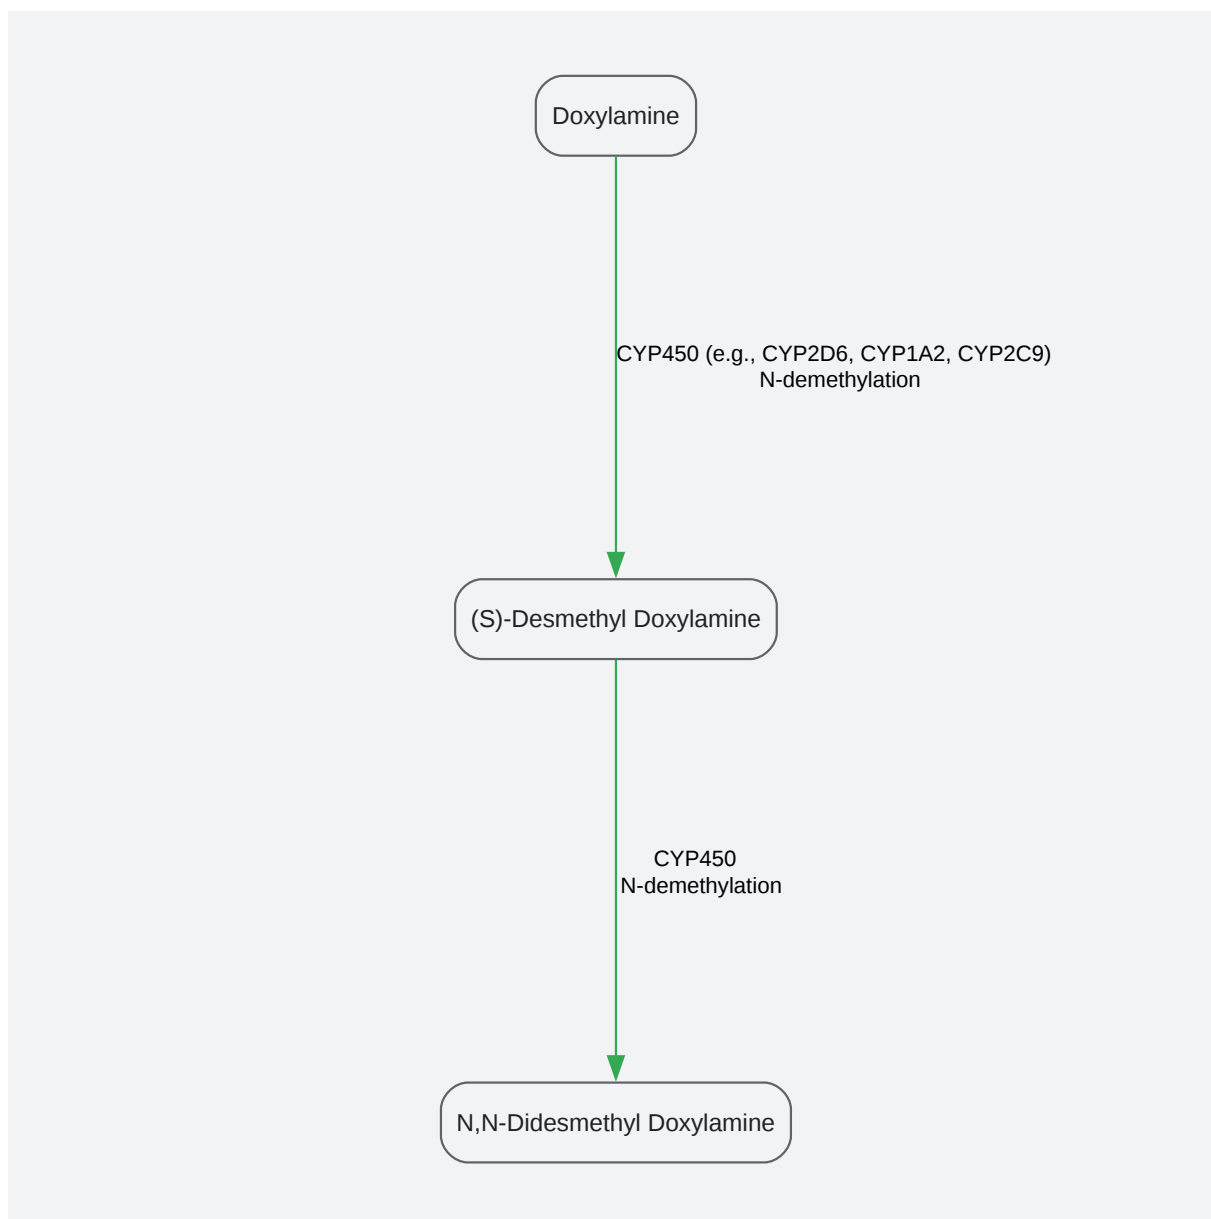 Doxylamine
CYP450 (e.g., CYP2D6, CYP1A2, CYP2C9)
N-demethylation
(S)-Desmethyl Doxylamine
CYP450
N-demethylation
N,N-Didesmethyl Doxylamine